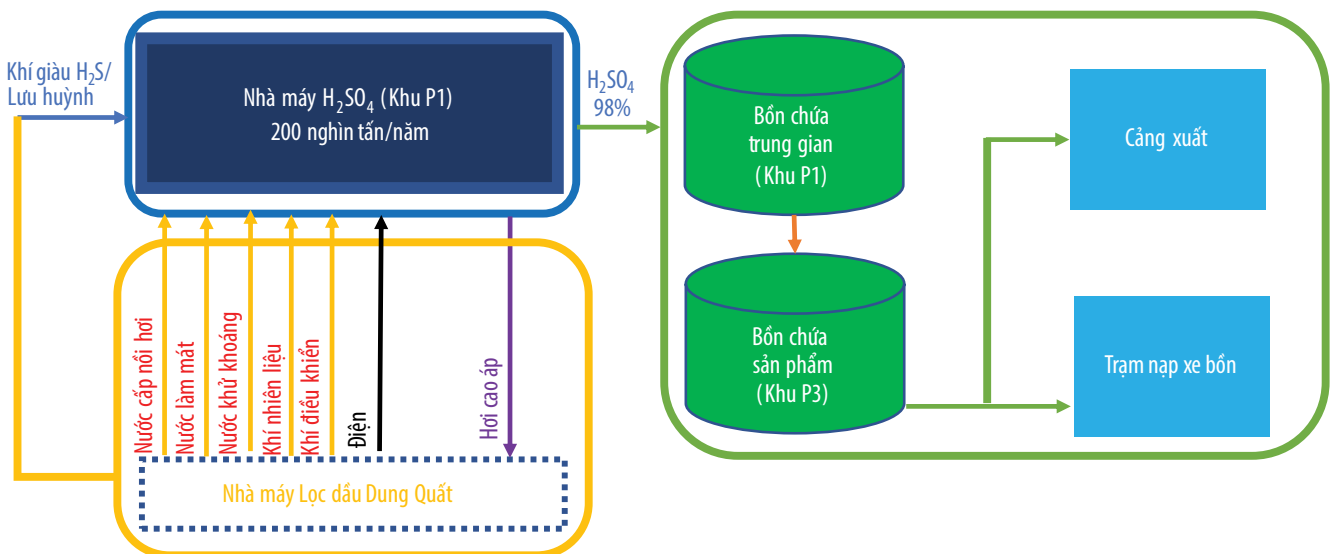 Khí giàu H₂S/
Lưu huỳnh
Nhà máy H₂SO₄ (Khu P1)
200 nghìn tấn/năm
H₂SO₄
98%
Bồn chứa
trung gian
(Khu P1)
Cảng xuất
Bồn chứa
sản phẩm
(Khu P3)
Trạm nạp xe bồn
Nước cấp nồi hơi
Nước làm mát
Nước khử khoáng
Khí nhiên liệu
Khí điều khiển
Điện
Hơi cao áp
Nhà máy Lọc dầu Dung Quất